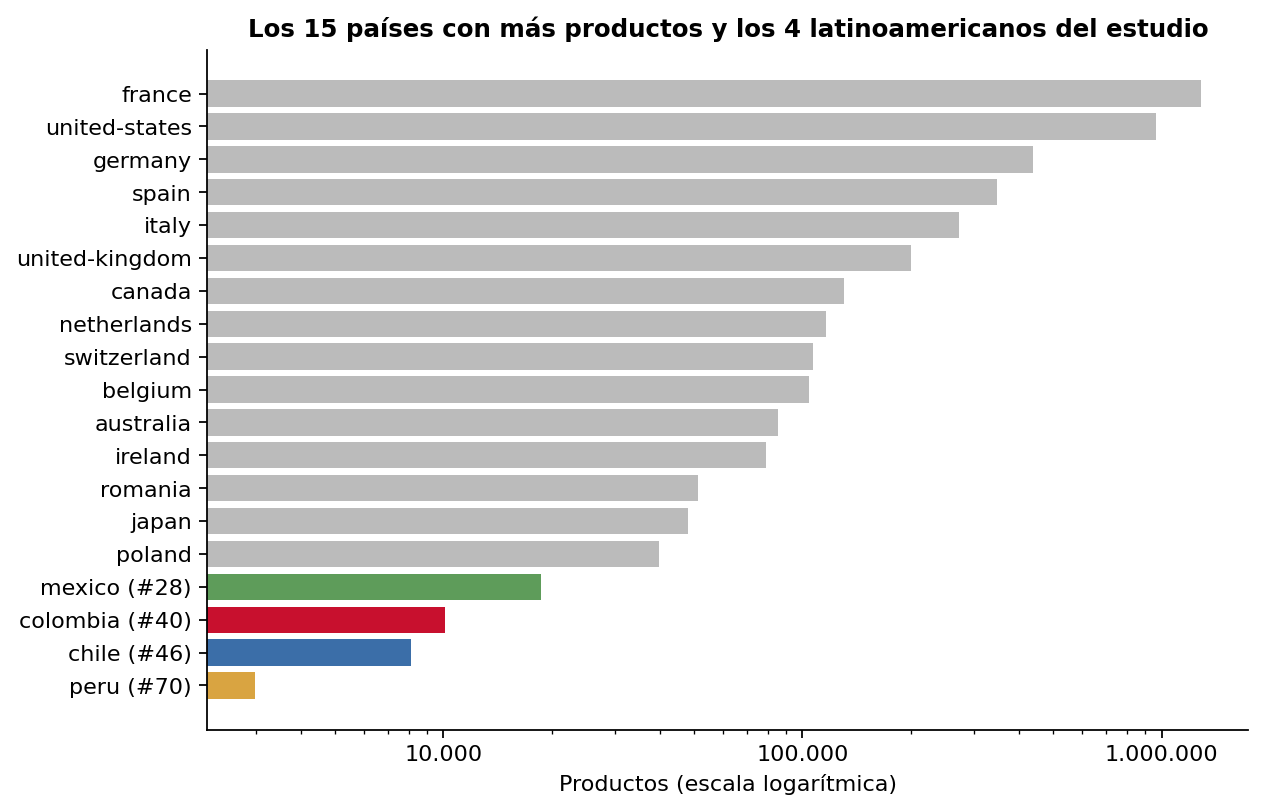 Los 15 países con más productos y los 4 latinoamericanos del estudio
france
united-states
germany
spain
italy
united-kingdom
canada
netherlands
switzerland
belgium
australia
ireland
romania
japan
poland
mexico (#28)
colombia (#40)
chile (#46)
peru (#70)
10.000 100.000 1.000.000
Productos (escala logarítmica)